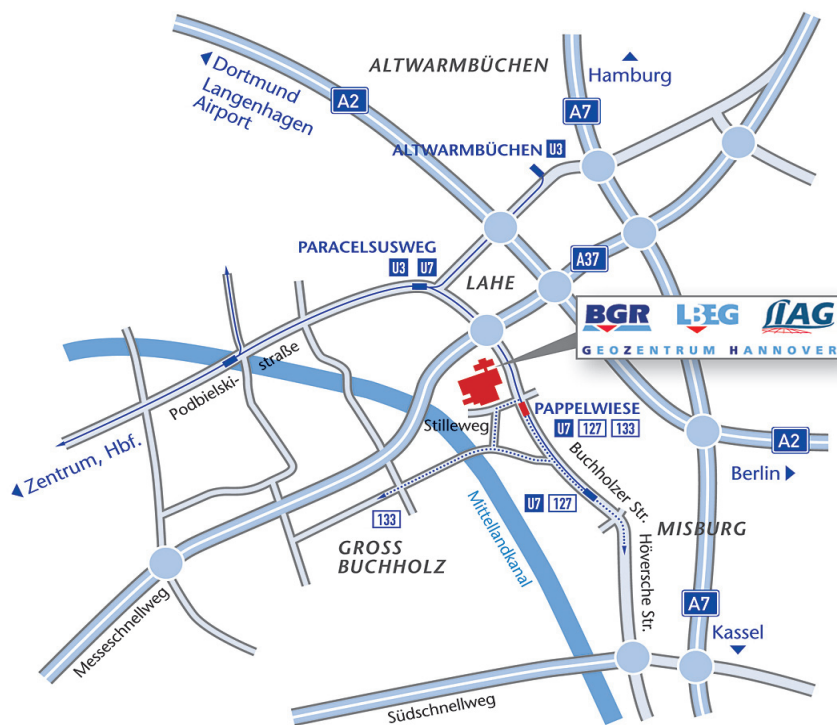 ALTWARMBÜCHEN
Hamburg
Dortmund
Langenhagen
Airport
A2
A7
ALTWARMBÜCHEN U3
PARACELSUSWEG
U3 U7
A37
LAHE
BGR LBEG LIAG
GEOZENTRUM HANNOVER
Podbielski-
straße
Stilleweg
PAPPELWIESE
U7 127 133
A2
Zentrum, Hbf.
Berlin
Buchholzer Str.
U7 127
133
GROSS
BUCHHOLZ
Mittellandkanal
MISBURG
Höversche Str.
A7
Kassel
Messeschnellweg
Südschnellweg